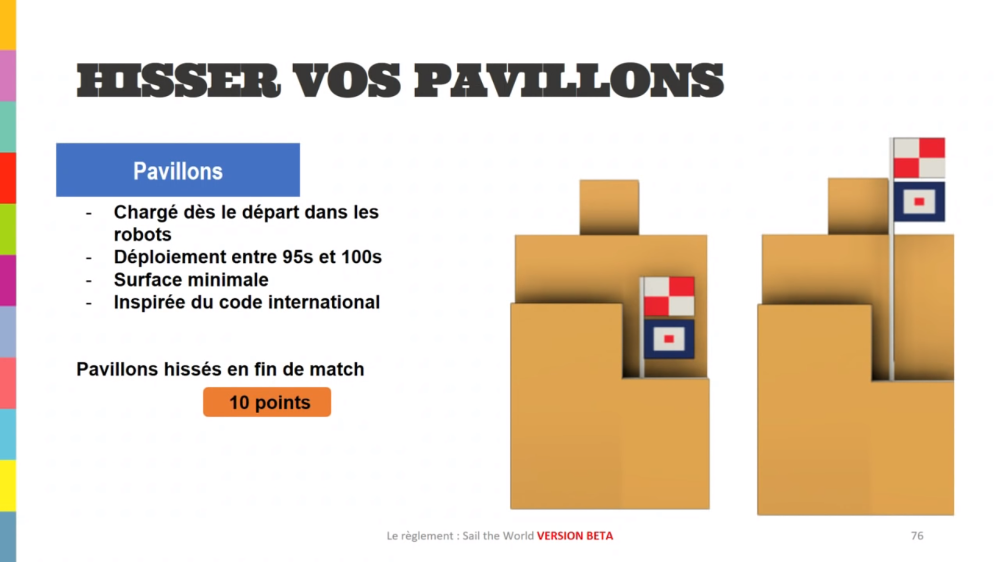 HISSER VOS PAVILLONS
Pavillons
- Chargé dès le départ dans les
robots
- Déploiement entre 95s et 100s
- Surface minimale
- Inspirée du code international
Pavillons hissés en fin de match
10 points
Le règlement : Sail the World VERSION BETA
76